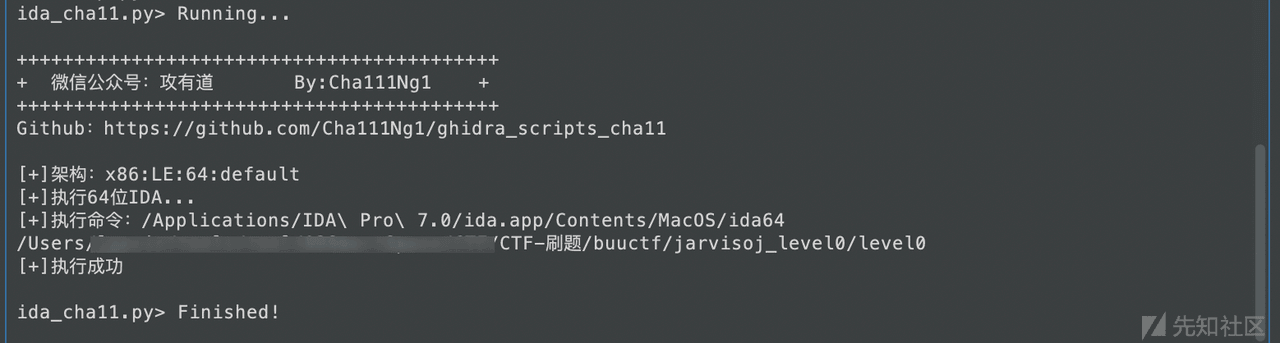 ida_cha11.py> Running...
++++++++++++++++++++++++++++++++++++++++++
+  微信公众号：攻有道       By:Cha111Ng1    +
++++++++++++++++++++++++++++++++++++++++++
Github：https://github.com/Cha111Ng1/ghidra_scripts_cha11
[+]架构：x86:LE:64:default
[+]执行64位IDA...
[+]执行命令：/Applications/IDA\ Pro\ 7.0/ida.app/Contents/MacOS/ida64
/Users/ /CTF-刷题/buuctf/jarvisoj_level0/level0
[+]执行成功
ida_cha11.py> Finished!
先知社区